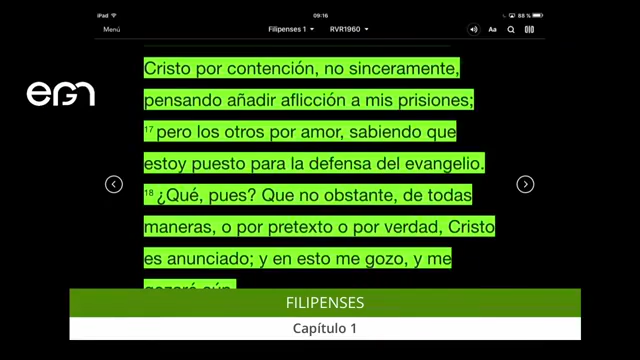 iPad 09:16 88 %
Menú Filipenses 1 RVR1960 Aa
Cristo por contención, no sinceramente,
pensando añadir aflicción a mis prisiones;
17 pero los otros por amor, sabiendo que
estoy puesto para la defensa del evangelio.
18 ¿Qué, pues? Que no obstante, de todas
maneras, o por pretexto o por verdad, Cristo
es anunciado; y en esto me gozo, y me
gozaré aún.
FILIPENSES
Capítulo 1